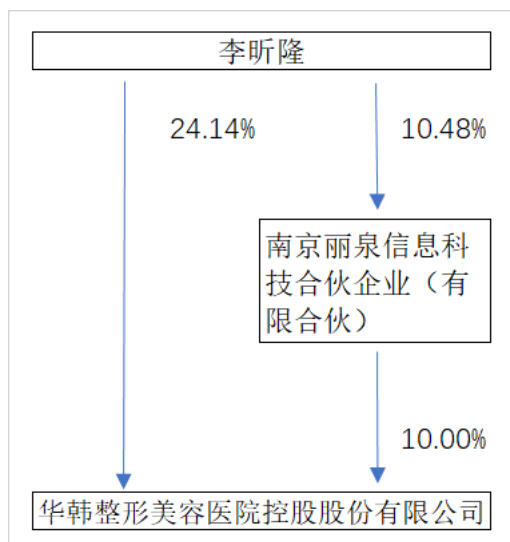 李昕隆
24.14%
10.48%
南京丽泉信息科
技合伙企业（有
限合伙）
10.00%
华韩整形美容医院控股股份有限公司